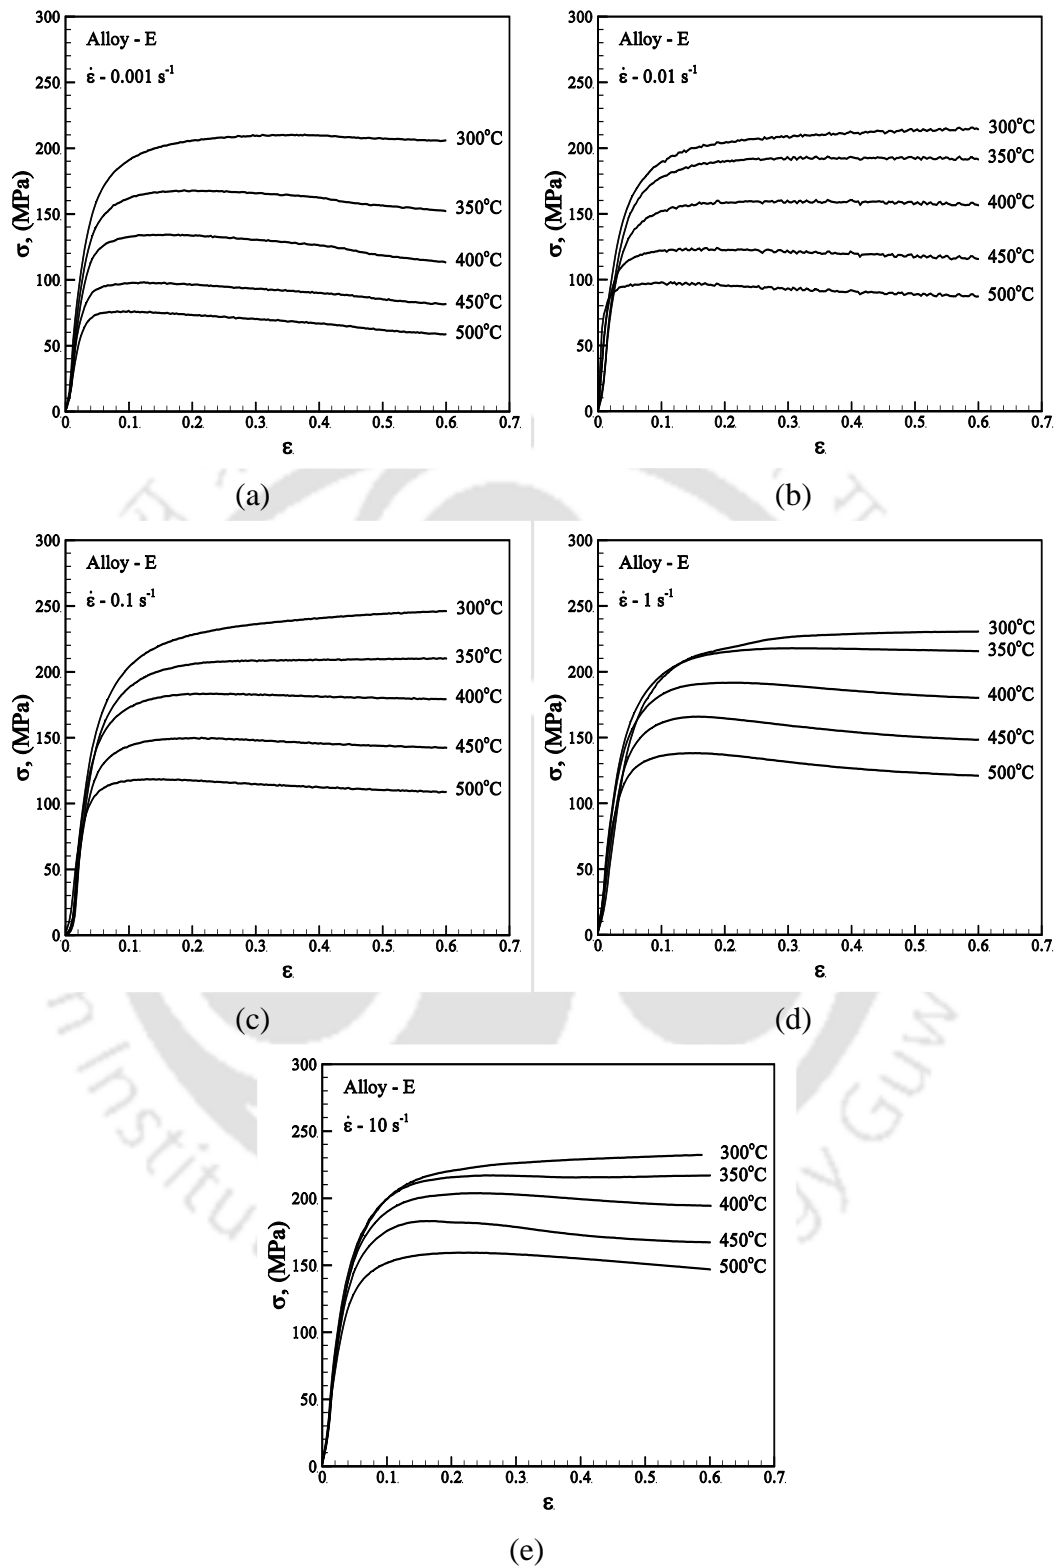 300
Alloy - E
ε̇ - 0.001 s⁻¹
250
200
150
100
50
0
σ, (MPa)
300°C
350°C
400°C
450°C
500°C
0 0.1 0.2 0.3 0.4 0.5 0.6 0.7
ε
(a)
300
Alloy - E
ε̇ - 0.01 s⁻¹
250
200
150
100
50
0
σ, (MPa)
300°C
350°C
400°C
450°C
500°C
0 0.1 0.2 0.3 0.4 0.5 0.6 0.7
ε
(b)
300
Alloy - E
ε̇ - 0.1 s⁻¹
250
200
150
100
50
0
σ, (MPa)
300°C
350°C
400°C
450°C
500°C
0 0.1 0.2 0.3 0.4 0.5 0.6 0.7
ε
(c)
300
Alloy - E
ε̇ - 1 s⁻¹
250
200
150
100
50
0
σ, (MPa)
300°C
350°C
400°C
450°C
500°C
0 0.1 0.2 0.3 0.4 0.5 0.6 0.7
ε
(d)
300
Alloy - E
ε̇ - 10 s⁻¹
250
200
150
100
50
0
σ, (MPa)
300°C
350°C
400°C
450°C
500°C
0 0.1 0.2 0.3 0.4 0.5 0.6 0.7
ε
(e)